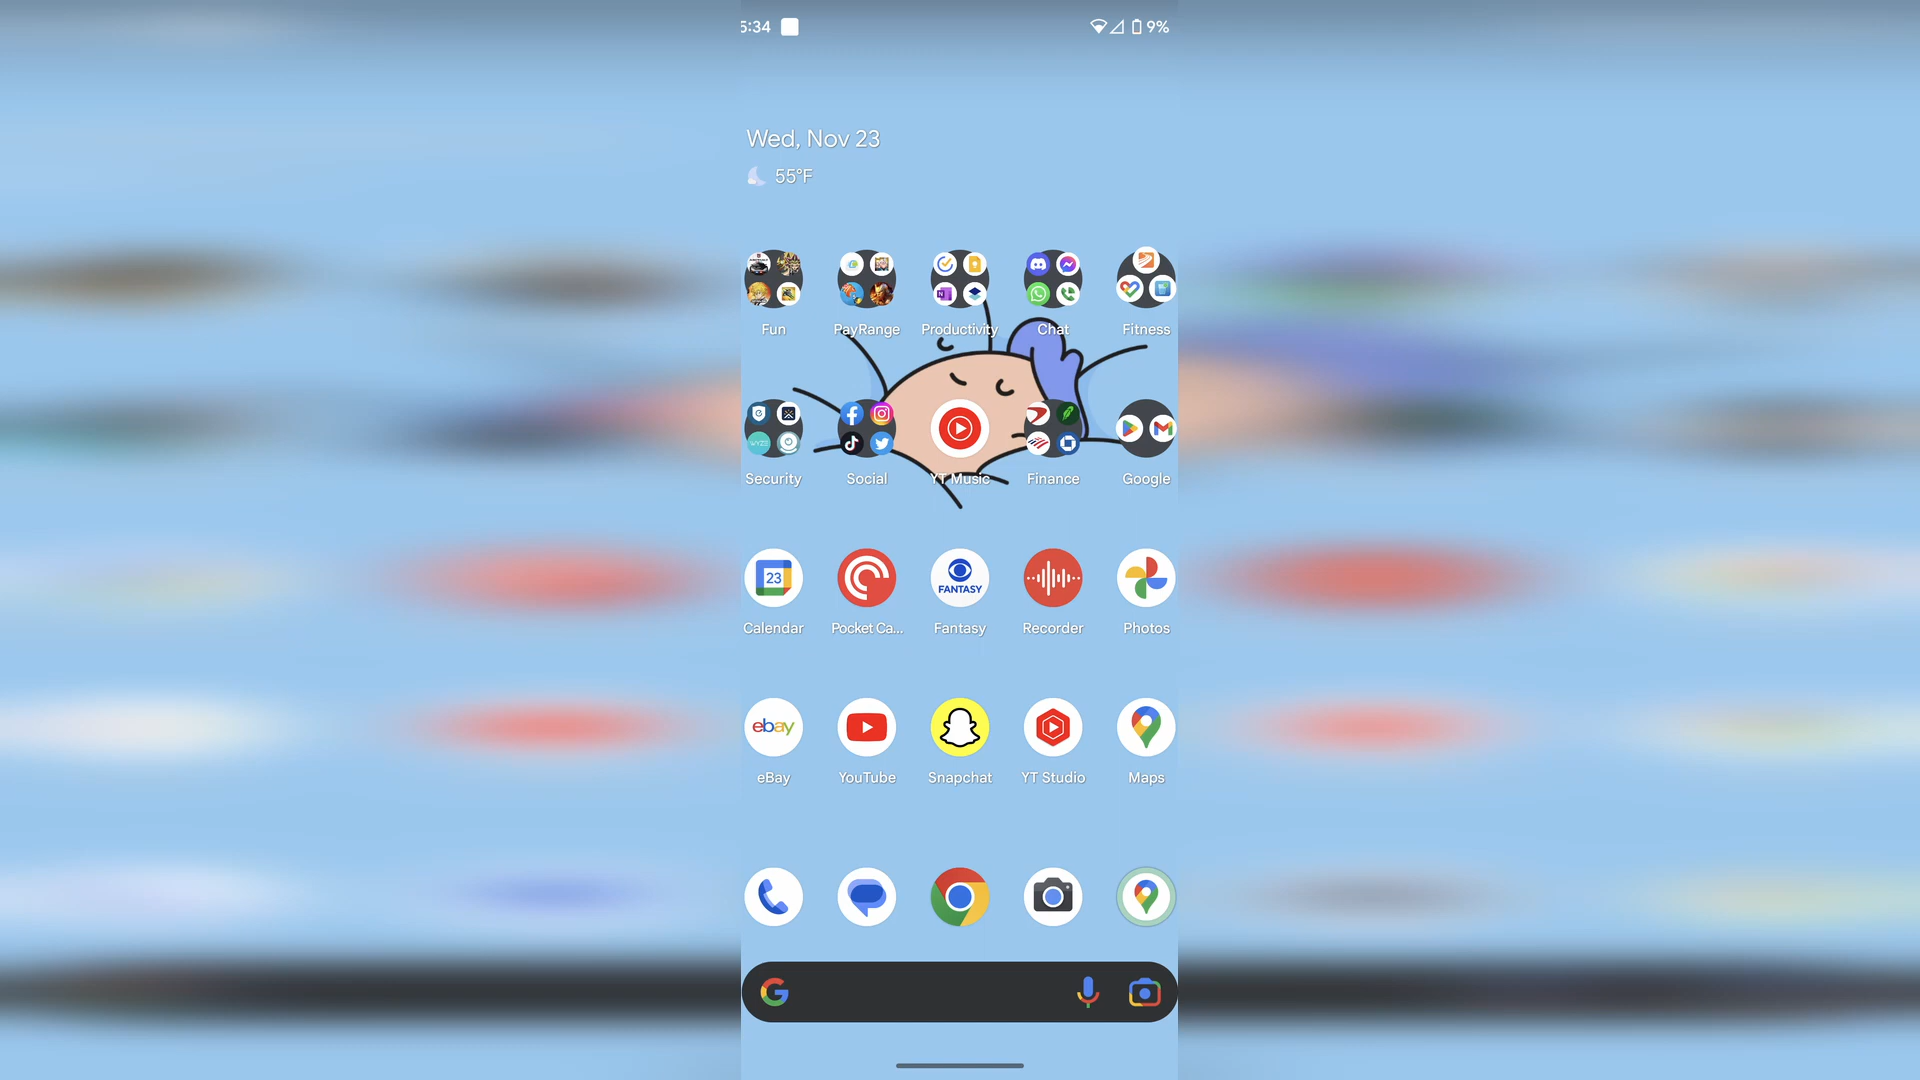 5:34 9%
Wed, Nov 23
55°F
Fun PayRange Productivity Chat Fitness
Security Social YT Music Finance Google
23 FANTASY
Calendar Pocket Ca... Fantasy Recorder Photos
ebay
eBay YouTube Snapchat YT Studio Maps